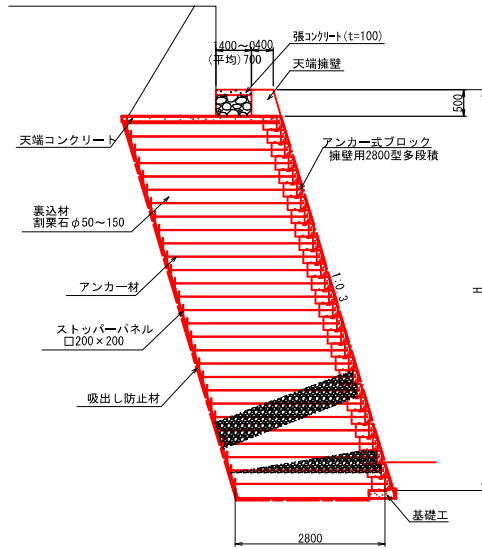 1400~0
400
(平均)700
張コンクリート(t=100)
天端擁壁
500
天端コンクリート
アンカー式ブロック
擁壁用2800型多段積
裏込材
割栗石φ50~150
アンカー材
1:0.3
H
ストッパーパネル
□200×200
吸出し防止材
基礎工
2800